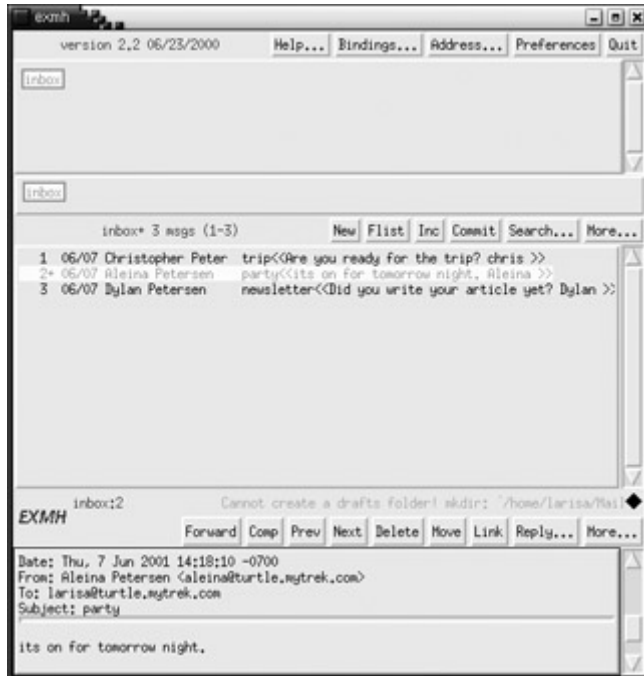 exmh
version 2.2 06/23/2000 Help... Bindings... Address... Preferences Quit
inbox
inbox
inbox+ 3 msgs (1-3) New Flist Inc Commit Search... More...
1 06/07 Christopher Peter trip<<Are you ready for the trip? chris >>
2+ 06/07 Aleina Petersen party<<its on for tomorrow night. Aleina >>
3 06/07 Dylan Petersen newsletter<<Did you write your article yet? Dylan >>
inbox:2 Cannot create a drafts folder! mkdir: `/home/larisa/Mail
EXMH
Forward Comp Prev Next Delete Move Link Reply... More...
Date: Thu, 7 Jun 2001 14:18:10 -0700
From: Aleina Petersen <aleina@turtle.mytrek.com>
To: larisa@turtle.mytrek.com
Subject: party
its on for tomorrow night.